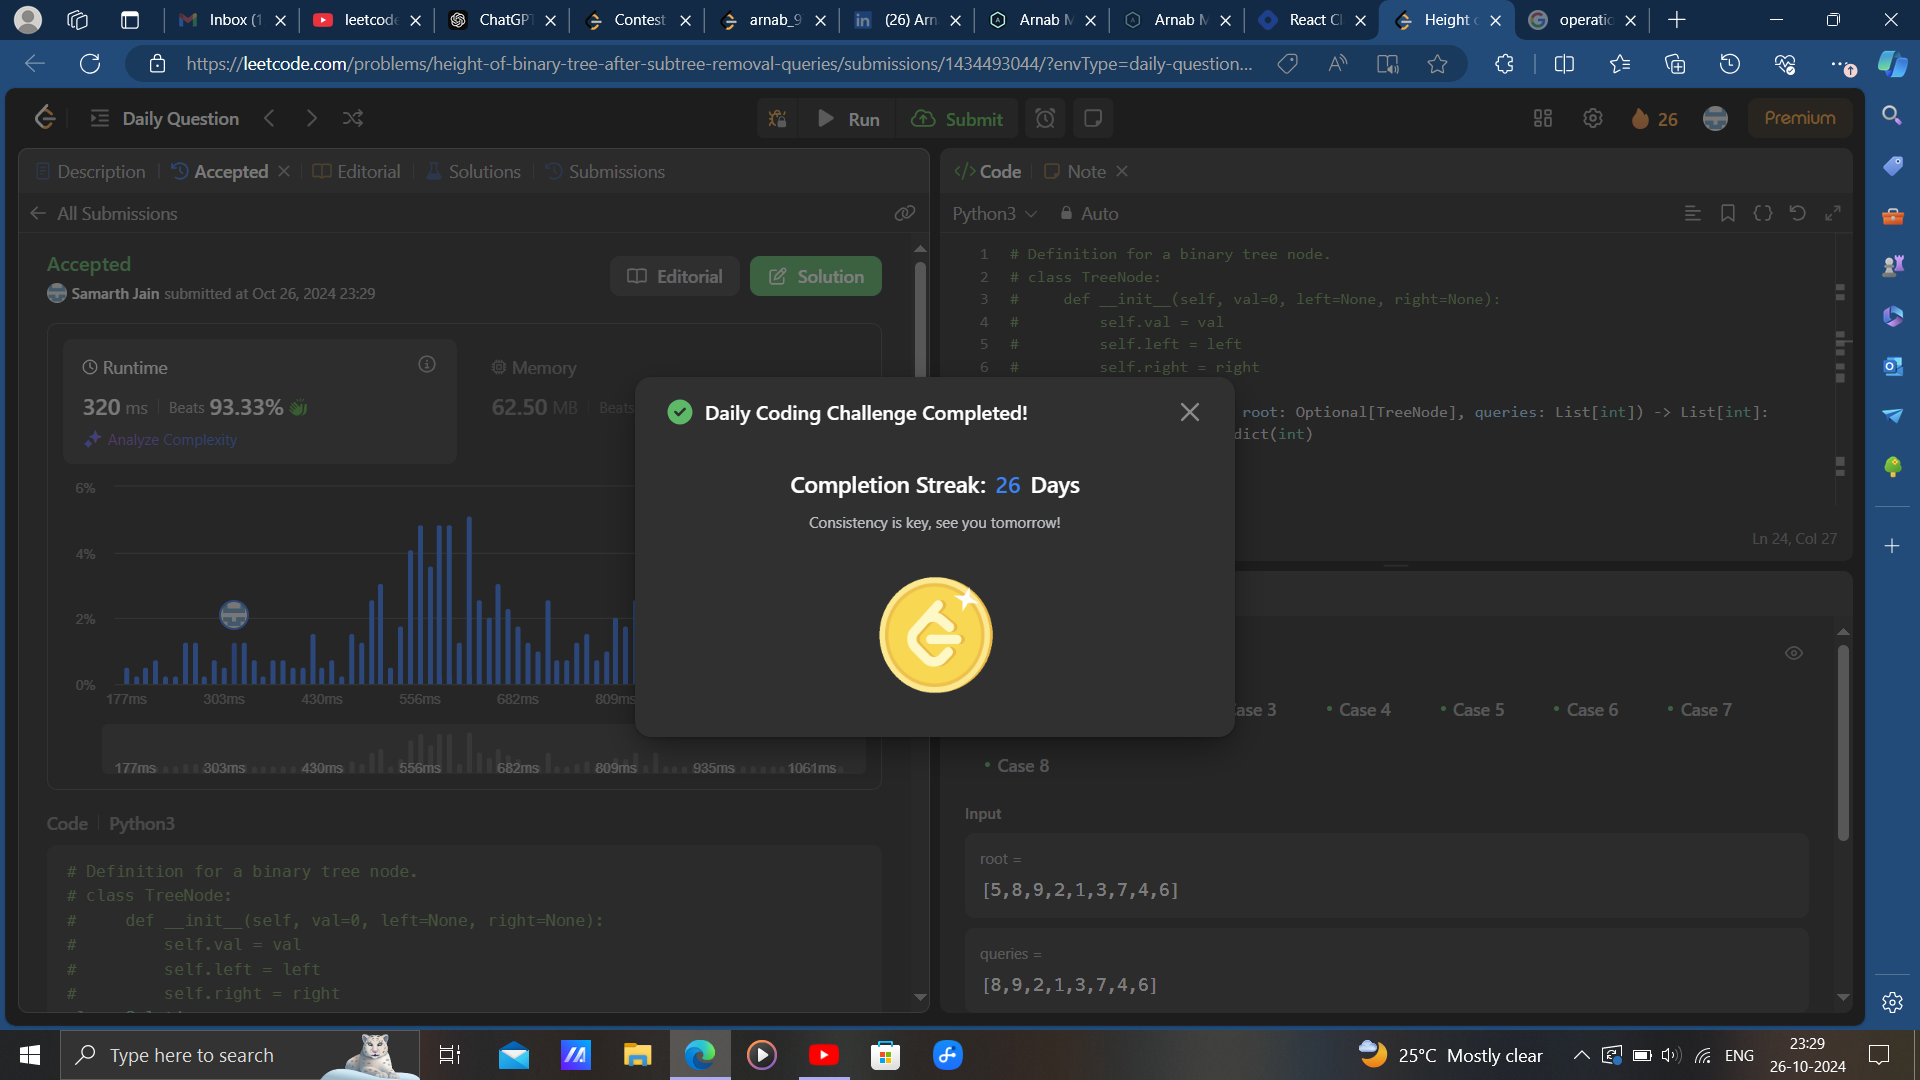 Inbox (1
leetcod
ChatGPT
Contest
arnab_9
(26) Arn
Arnab M
Arnab M
React C
Height o
operatio
https://leetcode.com/problems/height-of-binary-tree-after-subtree-removal-queries/submissions/1434493044/?envType=daily-question...
Daily Question
Run
Submit
26
Premium
Description
Accepted
Editorial
Solutions
Submissions
Code
Note
All Submissions
Python3
Auto
Accepted
Samarth Jain submitted at Oct 26, 2024 23:29
Editorial
Solution
Runtime
320 ms
Beats 93.33%
Analyze Complexity
Memory
62.50 MB
Beats
6%
4%
2%
0%
177ms
303ms
430ms
556ms
682ms
809ms
177ms
303ms
430ms
556ms
682ms
809ms
935ms
1061ms
Code
Python3
# Definition for a binary tree node.
# class TreeNode:
#     def __init__(self, val=0, left=None, right=None):
#         self.val = val
#         self.left = left
#         self.right = right
1 # Definition for a binary tree node.
2 # class TreeNode:
3 #     def __init__(self, val=0, left=None, right=None):
4 #         self.val = val
5 #         self.left = left
6 #         self.right = right
root: Optional[TreeNode], queries: List[int]) -> List[int]:
dict(int)
Ln 24, Col 27
Daily Coding Challenge Completed!
Completion Streak: 26 Days
Consistency is key, see you tomorrow!
Case 3
Case 4
Case 5
Case 6
Case 7
Case 8
Input
root =
[5,8,9,2,1,3,7,4,6]
queries =
[8,9,2,1,3,7,4,6]
Type here to search
25°C Mostly clear
ENG
23:29
26-10-2024